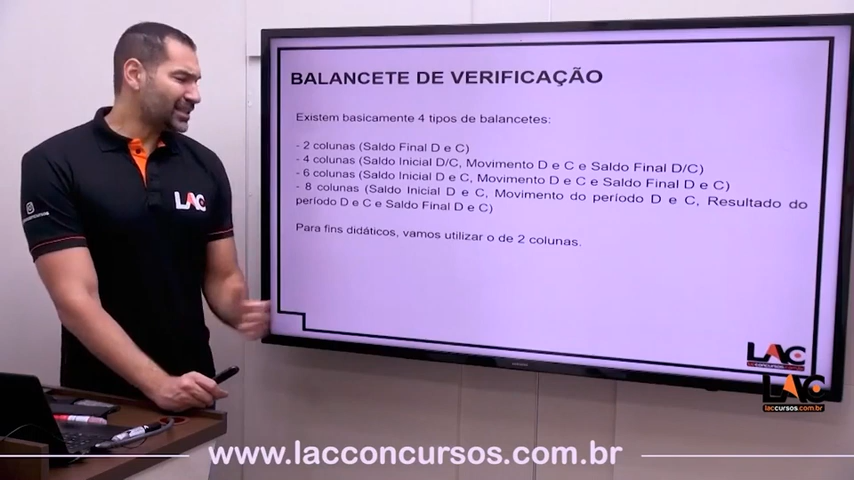 BALANCETE DE VERIFICAÇÃO
Existem basicamente 4 tipos de balancetes:
- 2 colunas (Saldo Final D e C)
- 4 colunas (Saldo Inicial D/C, Movimento D e C e Saldo Final D/C)
- 6 colunas (Saldo Inicial D e C, Movimento D e C e Saldo Final D e C)
- 8 colunas (Saldo Inicial D e C, Movimento do período D e C, Resultado do
período D e C e Saldo Final D e C)
Para fins didáticos, vamos utilizar o de 2 colunas.
LAC
LAC
LAC
laccursos.com.br
www.lacconcursos.com.br